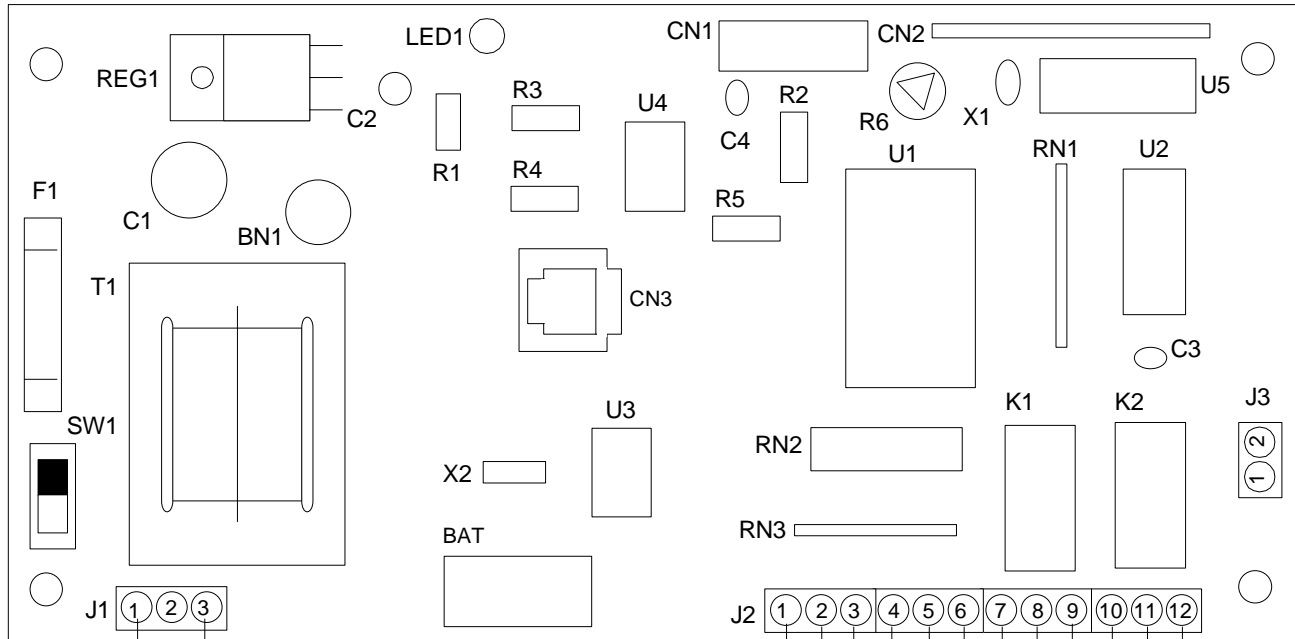 LED1
CN1
CN2
REG1
C2
R3
U4
C4
R2
R6
X1
U5
R1
R4
U1
RN1
U2
F1
C1
BN1
R5
T1
CN3
C3
SW1
U3
K1
K2
J3
RN2
2
1
X2
BAT
RN3
J1 1 2 3
J2 1 2 3 4 5 6 7 8 9 10 11 12